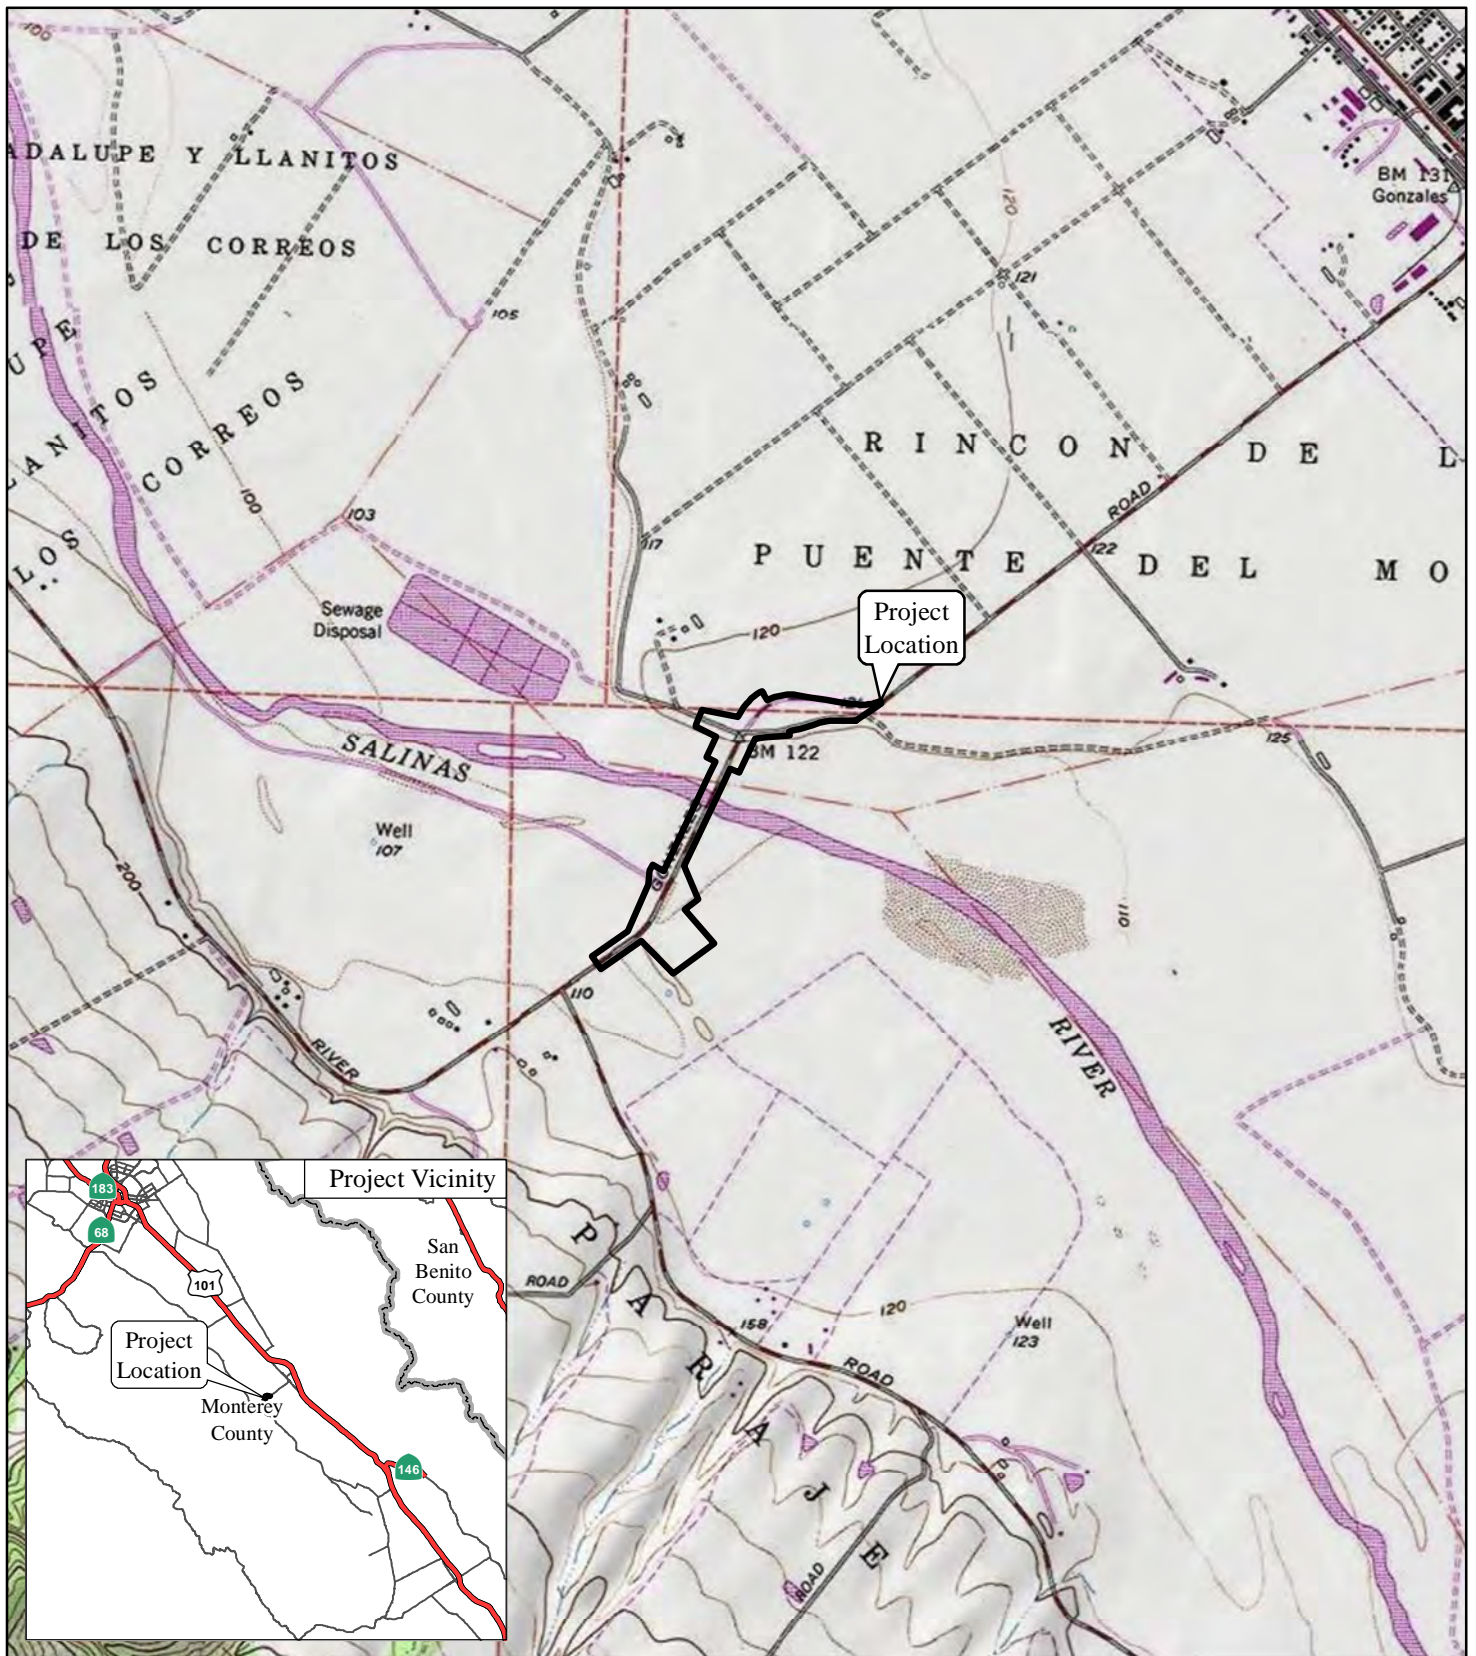 100
ADALUPE Y LLANITOS
DE LOS CORREOS
BM 131
Gonzales
120
121
105
UPE
LLANITOS
CORREOS
LOS
100
103
117
RINCON DE L
ROAD
122
PUENTE DEL MO
Sewage
Disposal
120
Project
Location
BM 122
125
SALINAS
Well
107
200
110
110
RIVER
RIVER
Project Vicinity
183
68
San
Benito
County
101
Project
Location
Monterey
County
146
ROAD
PARAJE
158
ROAD
120
Well
123
ROAD